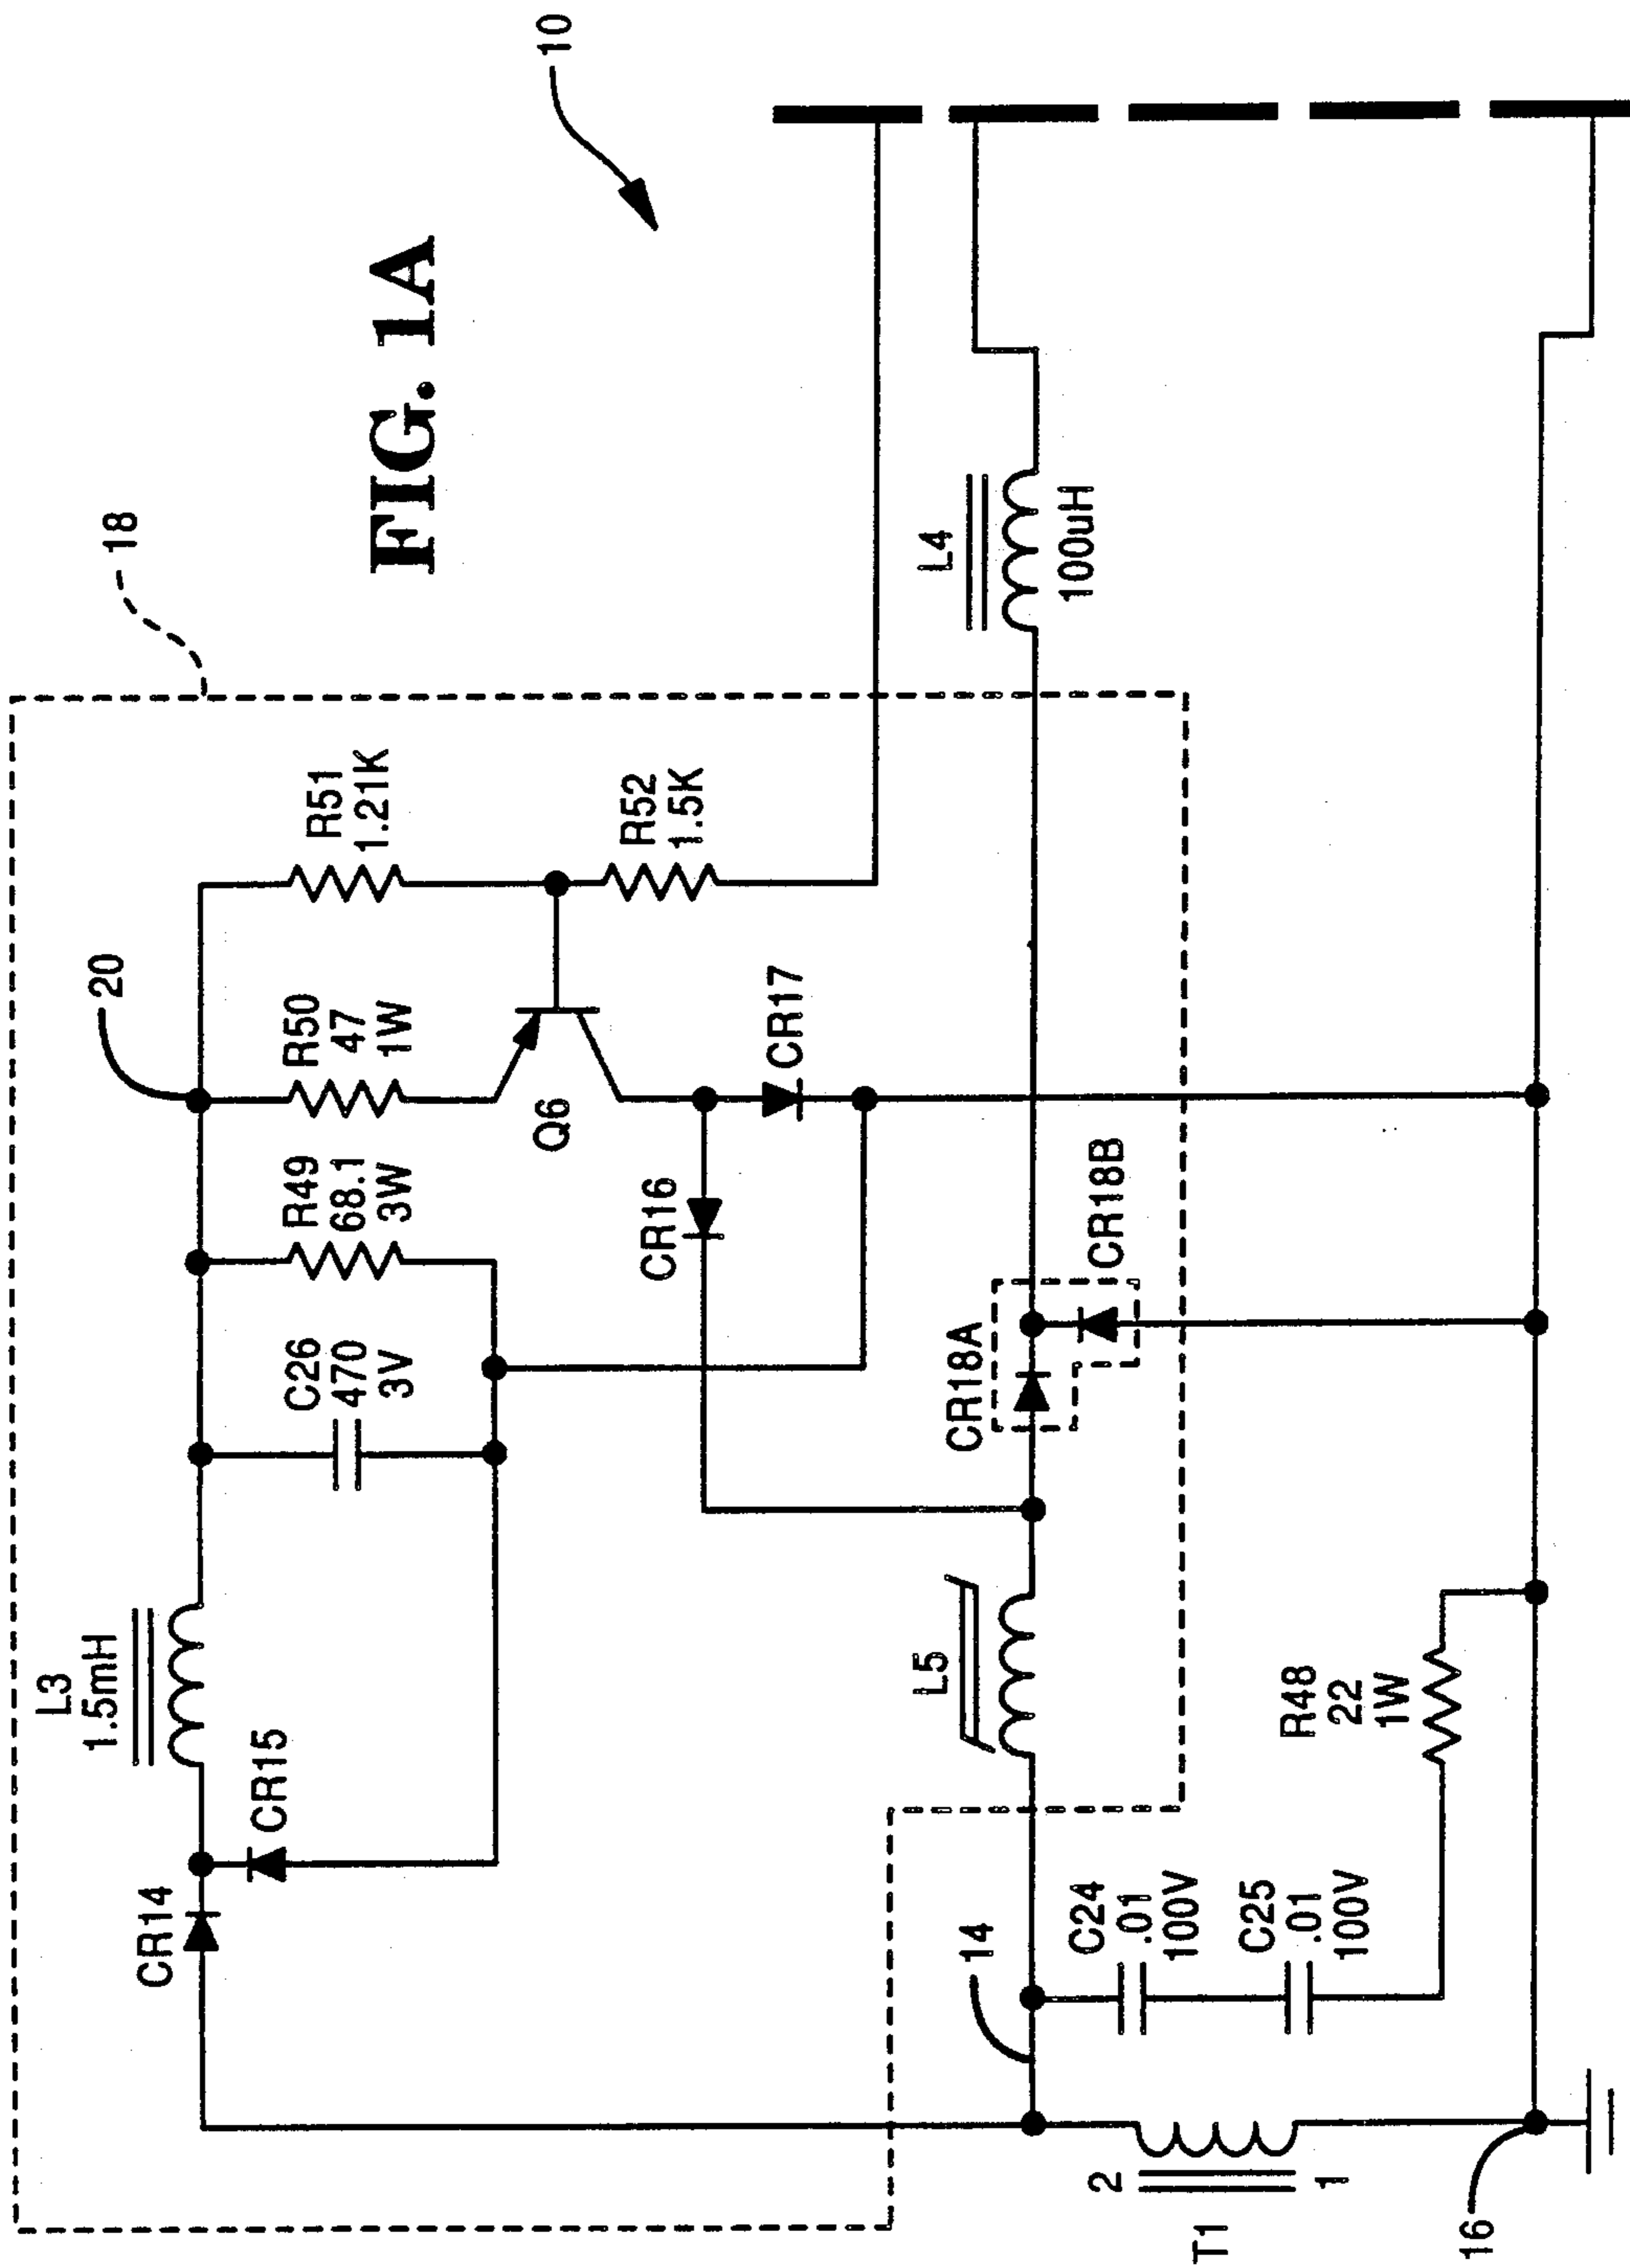 FIG. 1A
10
18
20
L3
1.5mH
CR14
CR15
C26
470
3V
R49
68.1
3W
R50
47
1W
R51
1.21K
Q6
R52
1.5K
CR16
CR17
L5
CR18A
CR18B
L4
100uH
14
C24
.01
100V
C25
.01
100V
R48
22
1W
T1
2
1
16